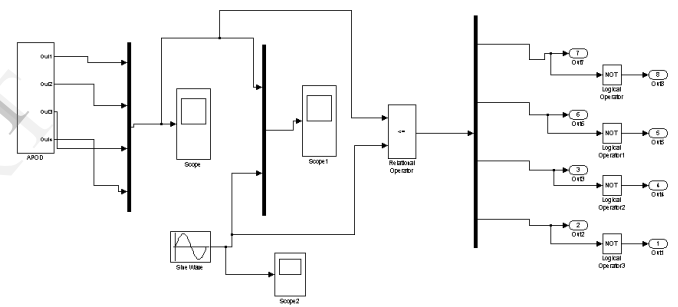 Out1
Out2
Out3
Out4
APOD
Scope
Scope1
Sine Wave
Scope2
<=
Relational
Operator
7
Out7
NOT
Logical
Operator
8
Out8
6
Out6
NOT
Logical
Operator1
5
Out5
3
Out3
NOT
Logical
Operator2
4
Out4
2
Out2
NOT
Logical
Operator3
1
Out1